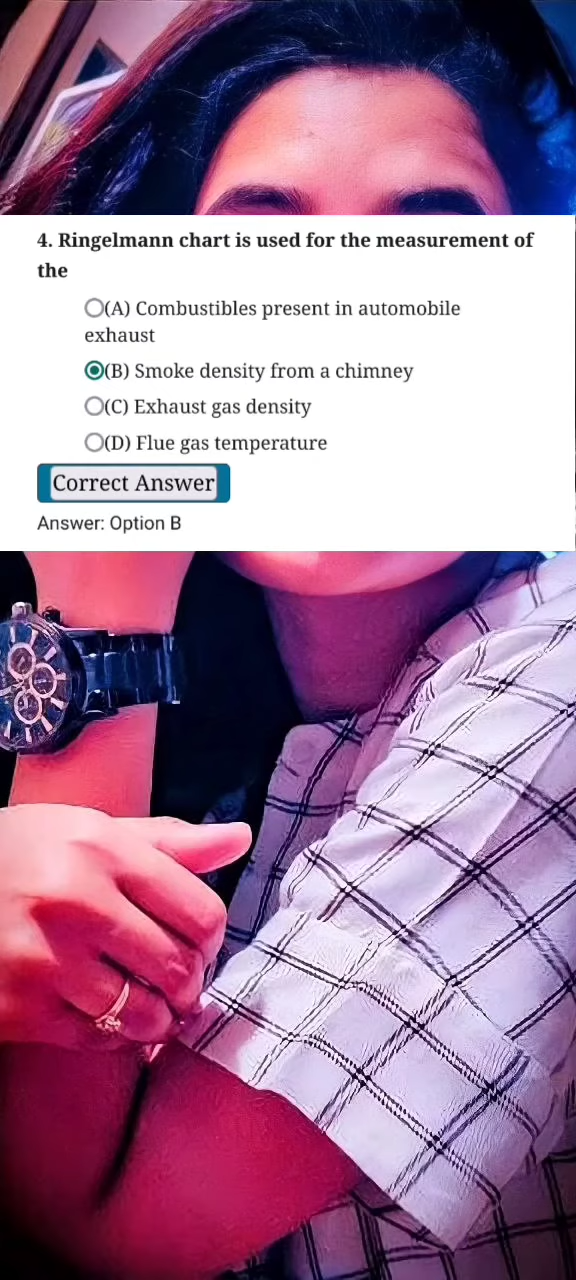 4. Ringelmann chart is used for the measurement of
the
(A) Combustibles present in automobile
exhaust
(B) Smoke density from a chimney
(C) Exhaust gas density
(D) Flue gas temperature
Correct Answer
Answer: Option B